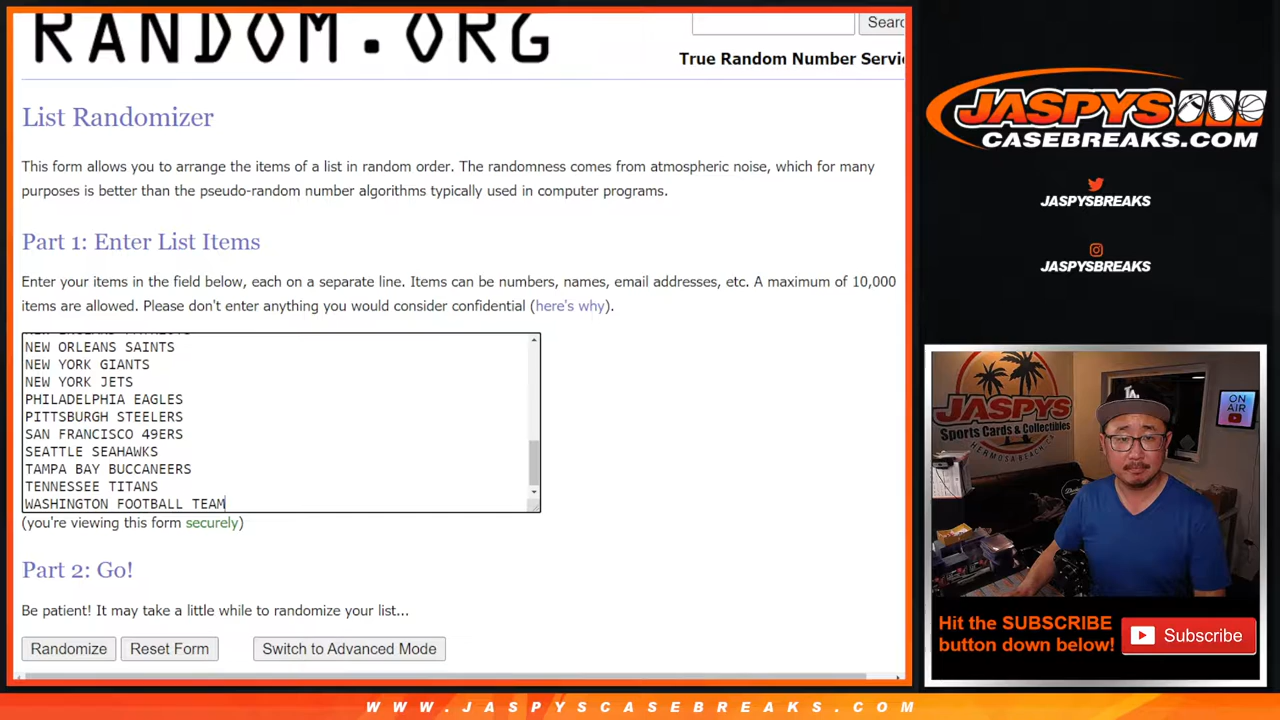 RANDOM.ORG
Search
True Random Number Servi
List Randomizer
This form allows you to arrange the items of a list in random order. The randomness comes from atmospheric noise, which for many
purposes is better than the pseudo-random number algorithms typically used in computer programs.
Part 1: Enter List Items
Enter your items in the field below, each on a separate line. Items can be numbers, names, email addresses, etc. A maximum of 10,000
items are allowed. Please don't enter anything you would consider confidential (here's why).
NEW ORLEANS SAINTS
NEW YORK GIANTS
NEW YORK JETS
PHILADELPHIA EAGLES
PITTSBURGH STEELERS
SAN FRANCISCO 49ERS
SEATTLE SEAHAWKS
TAMPA BAY BUCCANEERS
TENNESSEE TITANS
WASHINGTON FOOTBALL TEAM
(you're viewing this form securely)
Part 2: Go!
Be patient! It may take a little while to randomize your list...
Randomize
Reset Form
Switch to Advanced Mode
JASPYS
CASEBREAKS.COM
JASPYSBREAKS
JASPYSBREAKS
JASPYS
Sports Cards & Collectibles
HERMOSA BEACH, CA
LA
ON
AIR
Hit the SUBSCRIBE
button down below!
Subscribe
WWW.JASPYSCASEBREAKS.COM